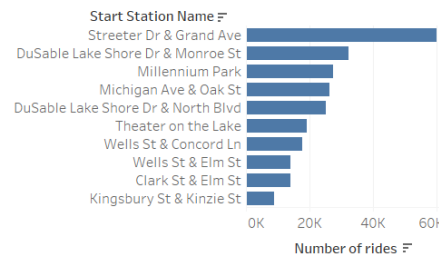 Start Station Name
Streeter Dr & Grand Ave
DuSable Lake Shore Dr & Monroe St
Millennium Park
Michigan Ave & Oak St
DuSable Lake Shore Dr & North Blvd
Theater on the Lake
Wells St & Concord Ln
Wells St & Elm St
Clark St & Elm St
Kingsbury St & Kinzie St
0K 20K 40K 60K
Number of rides